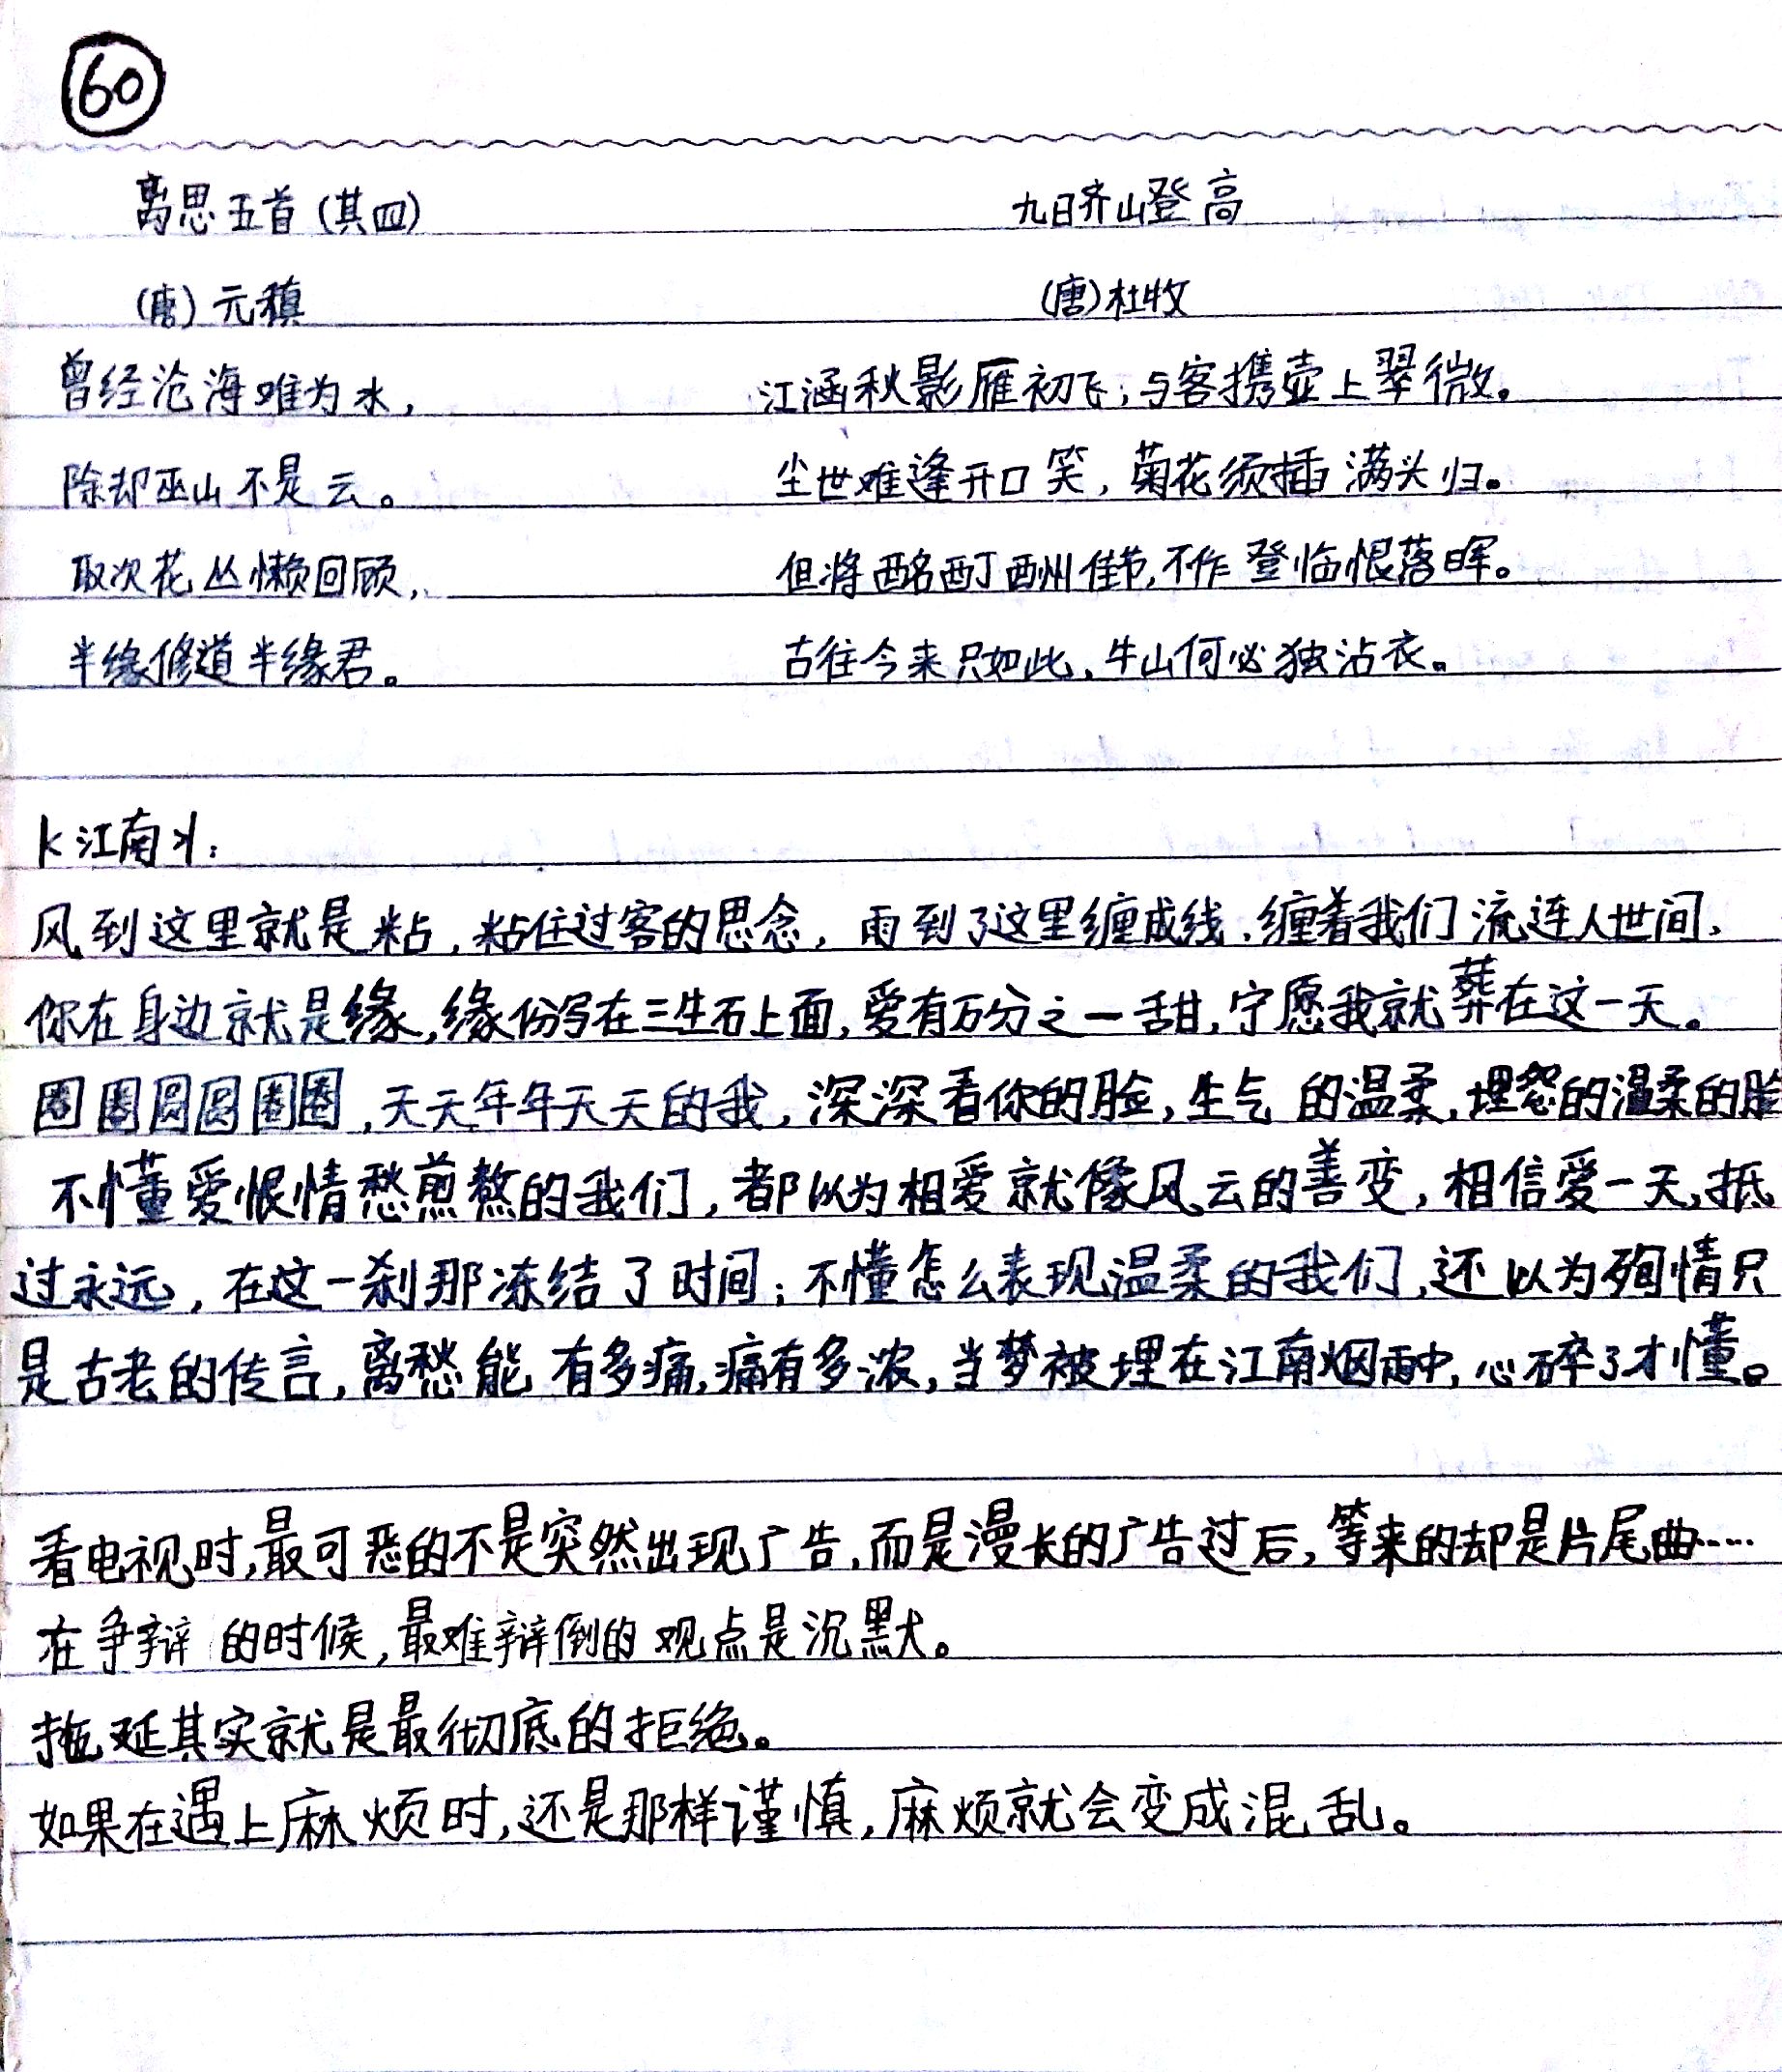 60
离思五首(其四)
(唐)元稹
曾经沧海难为水,
除却巫山不是云。
取次花丛懒回顾,
半缘修道半缘君。
九日齐山登高
(唐)杜牧
江涵秋影雁初飞,与客携壶上翠微。
尘世难逢开口笑,菊花须插满头归。
但将酩酊酬佳节,不作登临恨落晖。
古往今来只如此,牛山何必独沾衣。
K江南》:
风到这里就是粘,粘住过客的思念,雨到了这里缠成线,缠着我们流连人世间,
你在身边就是缘,缘份写在三生石上面,爱有万分之一甜,宁愿我就葬在这一天。
圈圈圆圆圈圈,天天年年天天的我,深深看你的脸,生气的温柔,埋怨的温柔的脸
不懂爱恨情愁煎熬的我们,都以为相爱就像风云的善变,相信爱一天,抵
过永远,在这一刹那冻结了时间;不懂怎么表现温柔的我们,还以为殉情只
是古老的传言,离愁能有多痛,痛有多浓,当梦被埋在江南烟雨中,心碎了才懂。
看电视时,最可恶的不是突然出现广告,而是漫长的广告过后,等来的却是片尾曲……
在争辩的时候,最难辩倒的观点是沉默。
拖延其实就是最彻底的拒绝。
如果在遇上麻烦时,还是那样谨慎,麻烦就会变成混乱。